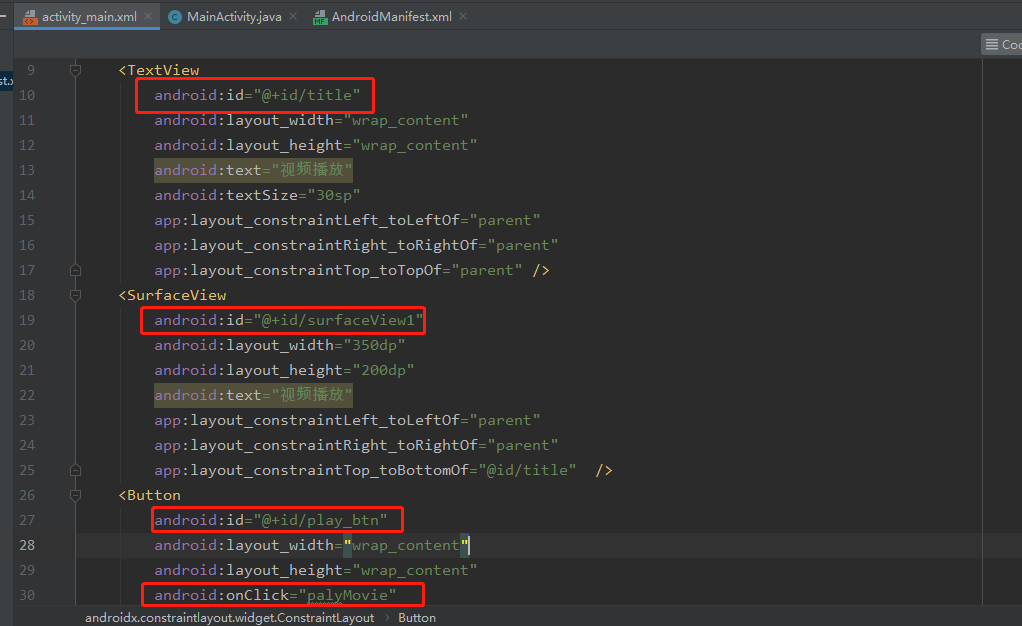 activity_main.xml MainActivity.java AndroidManifest.xml
Coo
st.x
9 <TextView
10 android:id="@+id/title"
11 android:layout_width="wrap_content"
12 android:layout_height="wrap_content"
13 android:text="视频播放"
14 android:textSize="30sp"
15 app:layout_constraintLeft_toLeftOf="parent"
16 app:layout_constraintRight_toRightOf="parent"
17 app:layout_constraintTop_toTopOf="parent" />
18 <SurfaceView
19 android:id="@+id/surfaceView1"
20 android:layout_width="350dp"
21 android:layout_height="200dp"
22 android:text="视频播放"
23 app:layout_constraintLeft_toLeftOf="parent"
24 app:layout_constraintRight_toRightOf="parent"
25 app:layout_constraintTop_toBottomOf="@id/title" />
26 <Button
27 android:id="@+id/play_btn"
28 android:layout_width="wrap_content"
29 android:layout_height="wrap_content"
30 android:onClick="palyMovie"
androidx.constraintlayout.widget.ConstraintLayout › Button